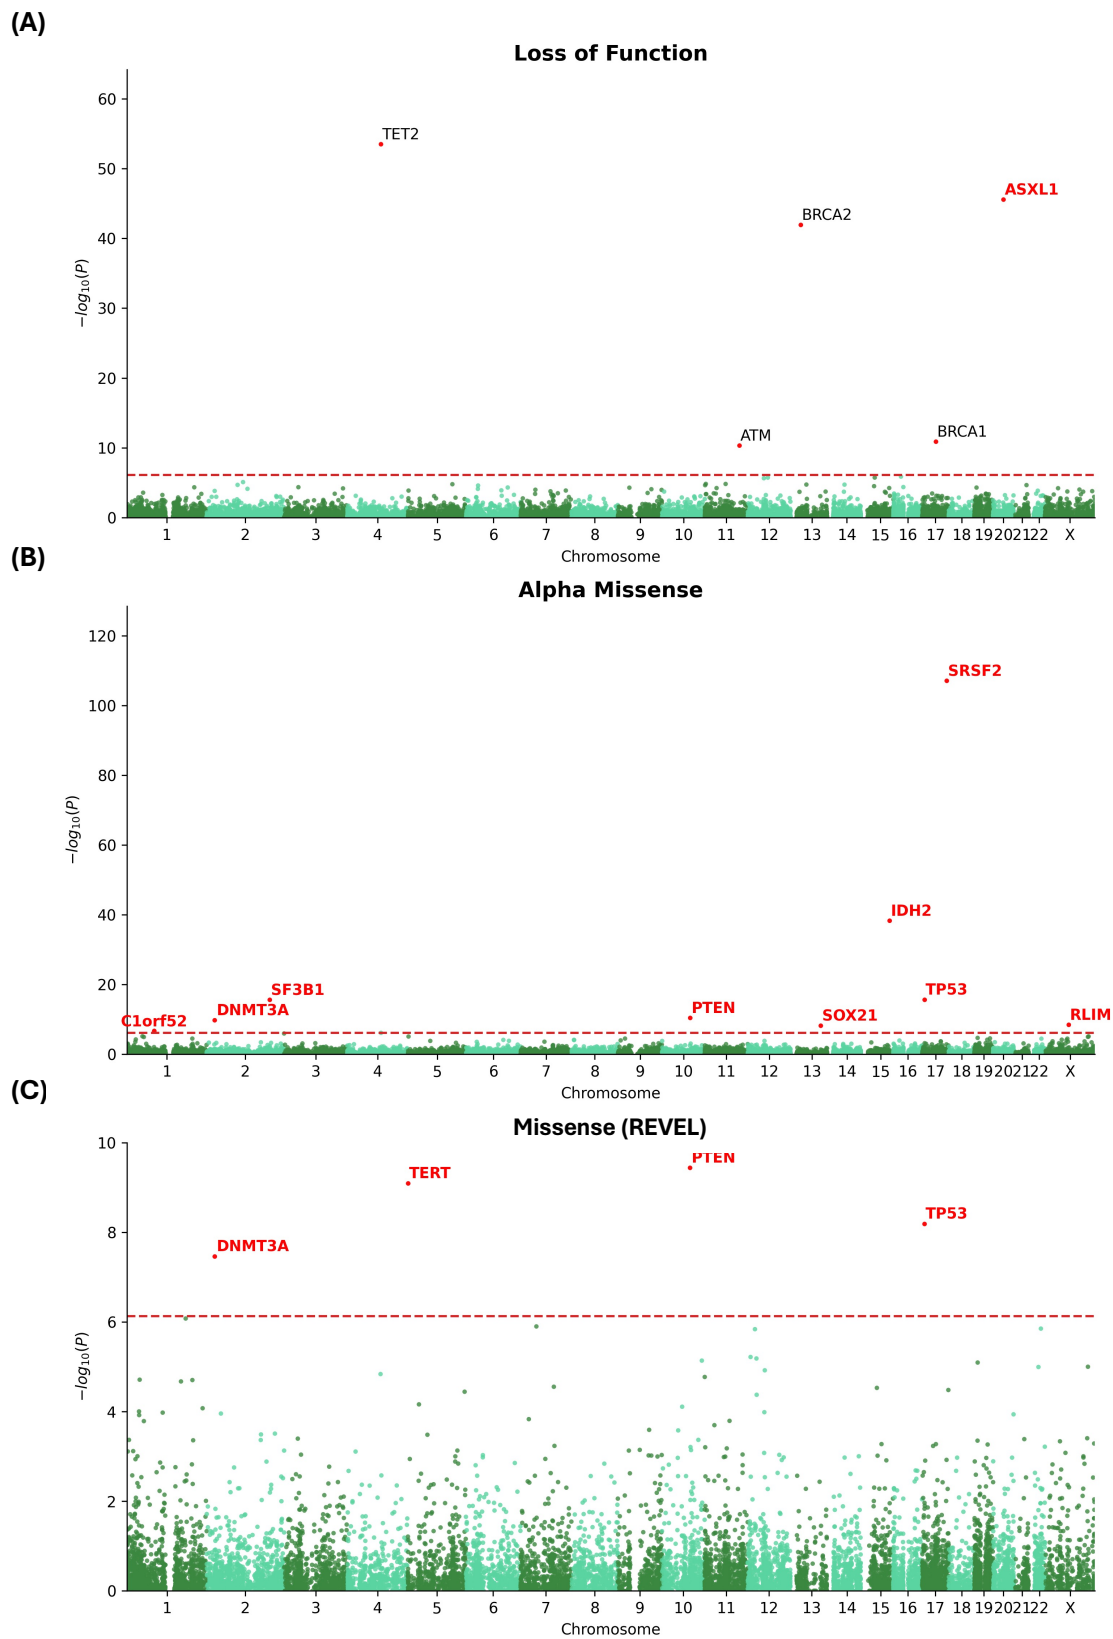 (A)
Loss of Function
60
TET2
50
ASXL1
BRCA2
40
−log10(P)
30
20
10
ATM
BRCA1
0
1 2 3 4 5 6 7 8 9 10 11 12 13 14 15 16 17 18 19 20 21 22 X
Chromosome
(B)
Alpha Missense
120
SRSF2
100
80
−log10(P)
60
40
IDH2
20
SF3B1
TP53
DNMT3A
PTEN
C1orf52
SOX21
RLIM
0
1 2 3 4 5 6 7 8 9 10 11 12 13 14 15 16 17 18 19 20 21 22 X
Chromosome
(C)
Missense (REVEL)
10
PTEN
TERT
8
TP53
DNMT3A
6
−log10(P)
4
2
0
1 2 3 4 5 6 7 8 9 10 11 12 13 14 15 16 17 18 19 20 21 22 X
Chromosome